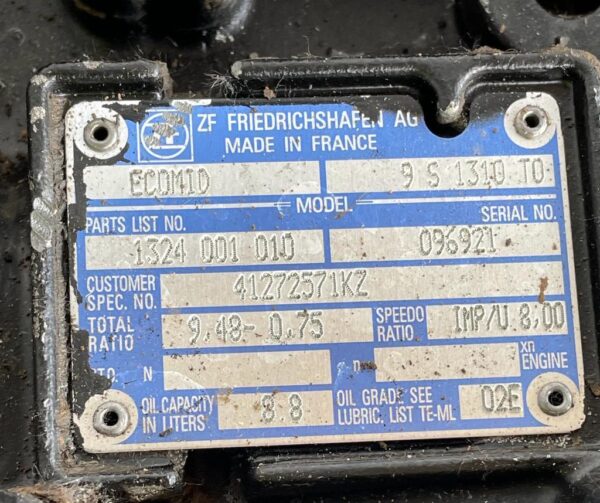 ZF FRIEDRICHSHAFEN AG
MADE IN FRANCE
ECOMID 9 S 1310 TO
MODEL
PARTS LIST NO. SERIAL NO.
1324 001 010 096921
CUSTOMER SPEC. NO. 41272571KZ
TOTAL RATIO 9,48- 0,75 SPEEDO RATIO IMP/U 8,00
N n xn ENGINE
OIL CAPACITY IN LITERS 8.8 OIL GRADE SEE LUBRIC. LIST TE-ML 02E